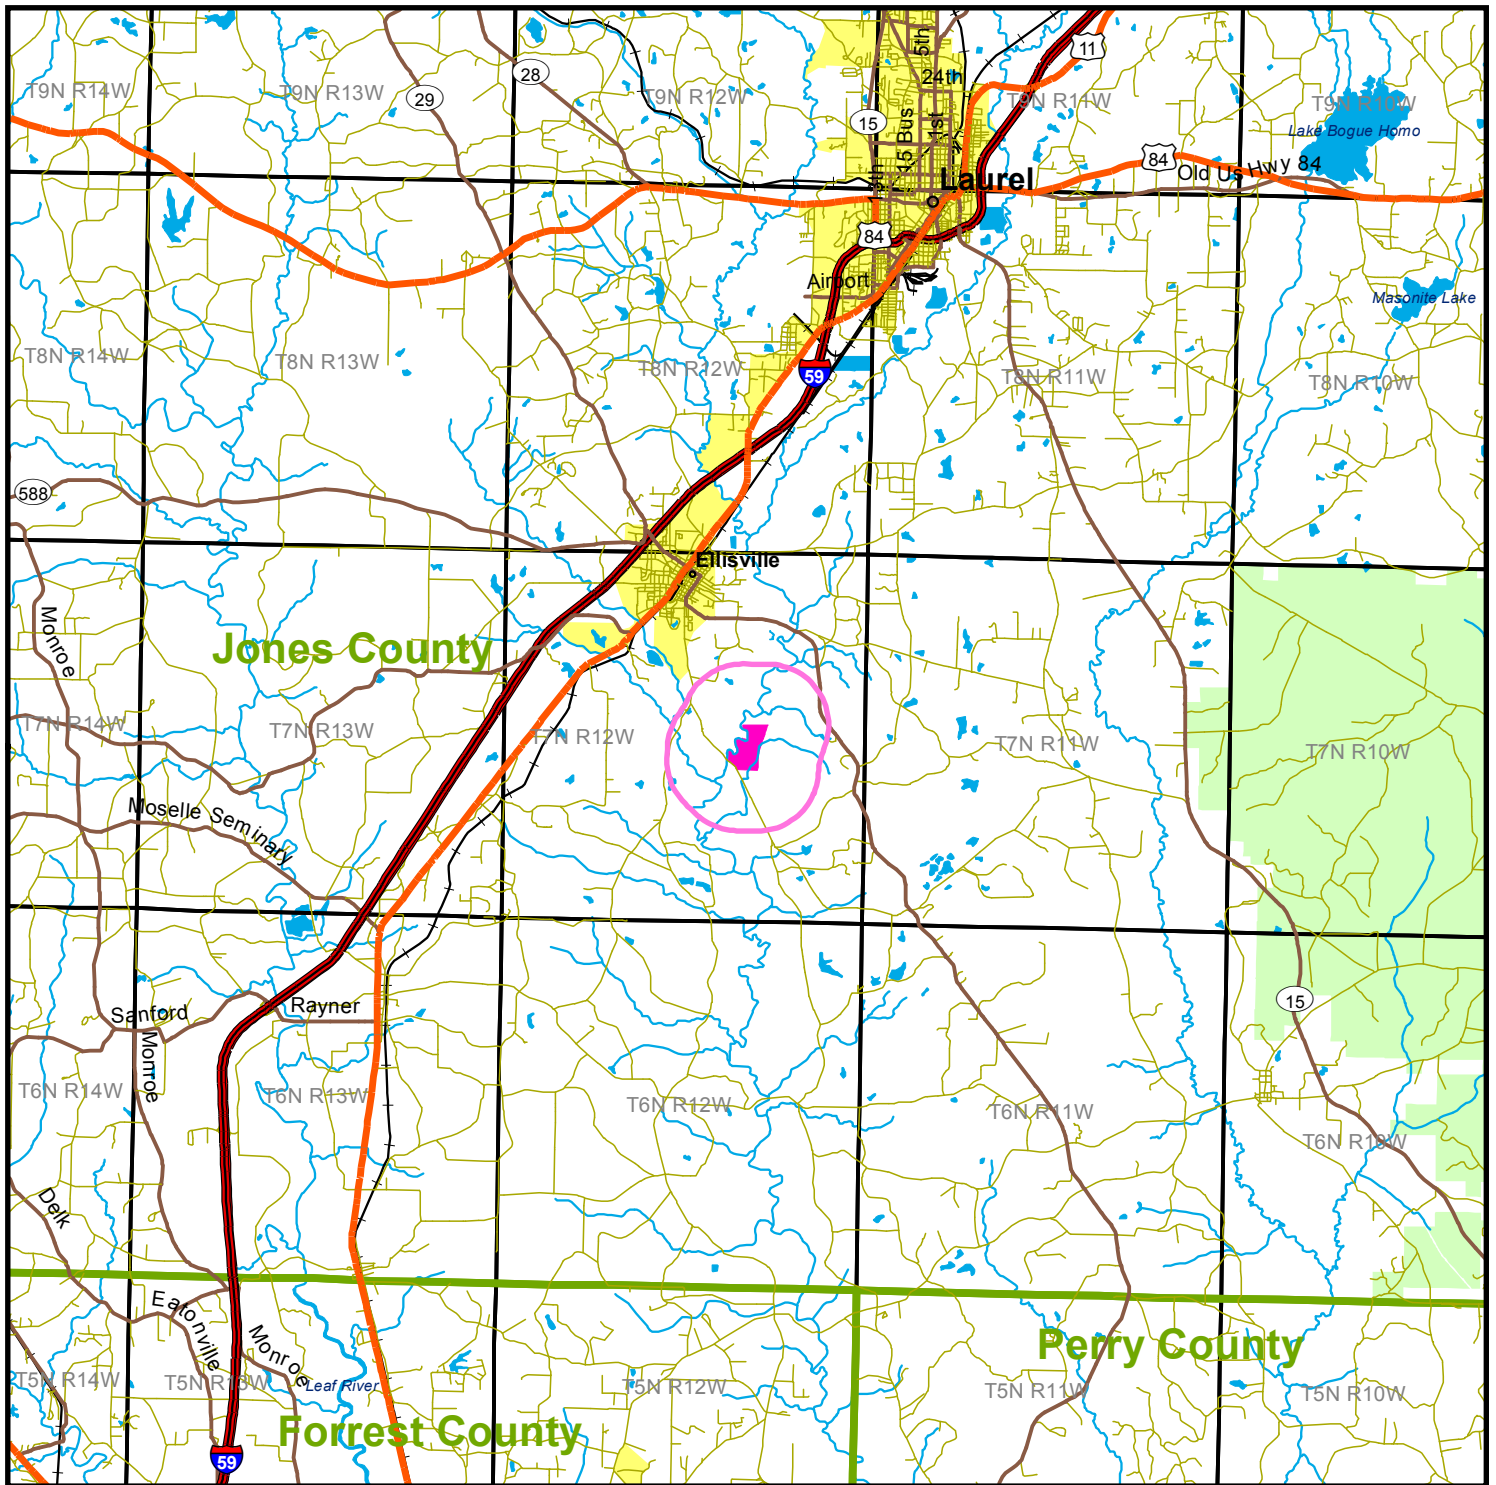 11
28
24th
5th
T9N R14W
T9N R13W
29
T9N R12W
T9N R11W
T9N R10W
15
15 Bus
1st
Lake Bogue Homo
84
Old Us Hwy 84
13th
Laurel
84
Airport
Masonite Lake
T8N R14W
T8N R13W
T8N R12W
59
T8N R11W
T8N R10W
588
Ellisville
Monroe
Jones County
T7N R14W
T7N R13W
T7N R12W
T7N R11W
T7N R10W
Moselle Seminary
15
Sanford
Rayner
Monroe
T6N R14W
T6N R13W
T6N R12W
T6N R11W
T6N R10W
Delk
Eatonville
Monroe
Perry County
T5N R14W
T5N R13W
Leaf River
T5N R12W
T5N R11W
T5N R10W
Forrest County
59